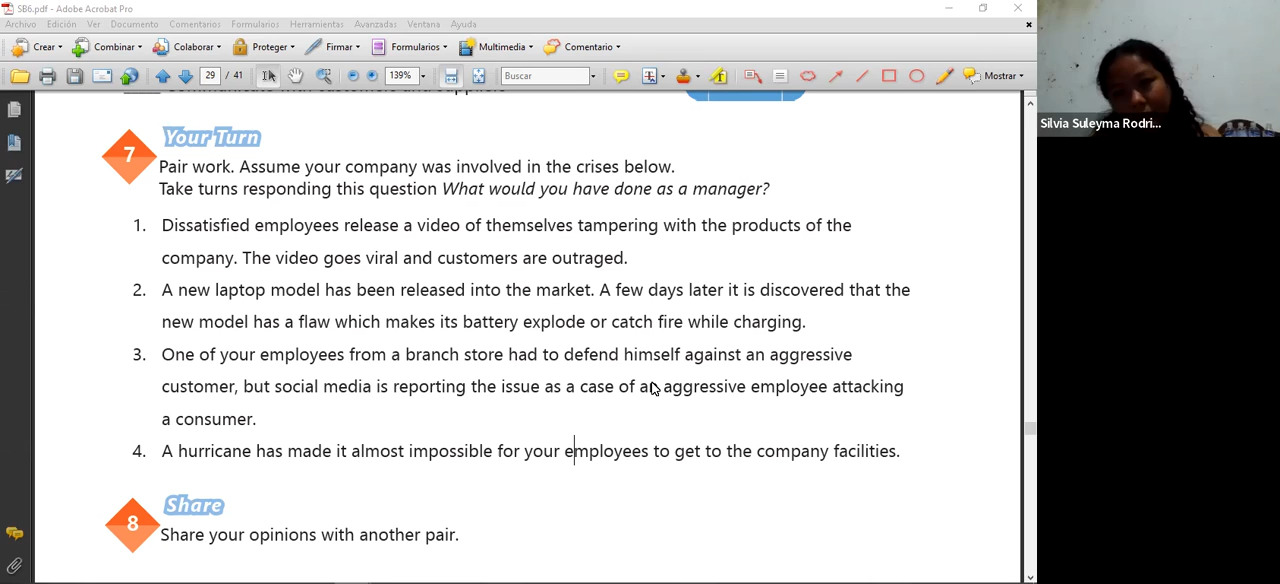 SB6.pdf - Adobe Acrobat Pro
Archivo Edición Ver Documento Comentarios Formularios Herramientas Avanzadas Ventana Ayuda
Crear Combinar Colaborar Proteger Firmar Formularios Multimedia Comentario
29 / 41 139% Buscar Mostrar
Silvia Suleyma Rodri...
7 Your Turn
Pair work. Assume your company was involved in the crises below.
Take turns responding this question What would you have done as a manager?
1. Dissatisfied employees release a video of themselves tampering with the products of the
company. The video goes viral and customers are outraged.
2. A new laptop model has been released into the market. A few days later it is discovered that the
new model has a flaw which makes its battery explode or catch fire while charging.
3. One of your employees from a branch store had to defend himself against an aggressive
customer, but social media is reporting the issue as a case of an aggressive employee attacking
a consumer.
4. A hurricane has made it almost impossible for your employees to get to the company facilities.
8 Share
Share your opinions with another pair.